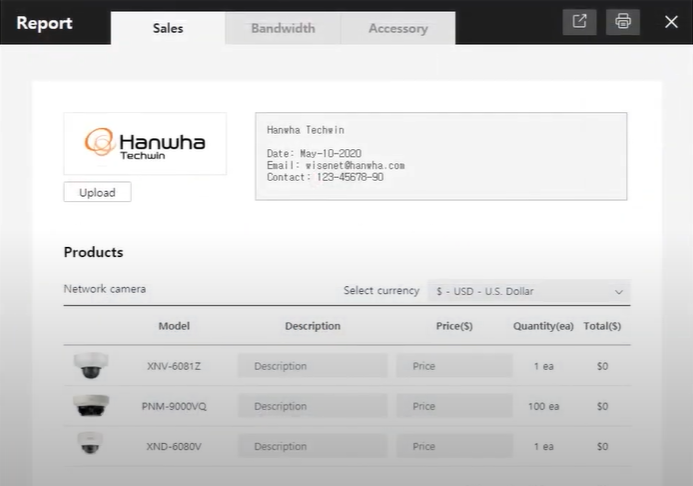 Report
Sales
Bandwidth
Accessory
Hanwha
Techwin
Upload
Hanwha Techwin
Date: May-10-2020
Email: wisenet@hanwha.com
Contact: 123-45678-90
Products
Network camera
Select currency
$ - USD - U.S. Dollar
Model Description Price($) Quantity(ea) Total($)
XNV-6081Z Description Price 1 ea $0
PNM-9000VQ Description Price 100 ea $0
XND-6080V Description Price 1 ea $0